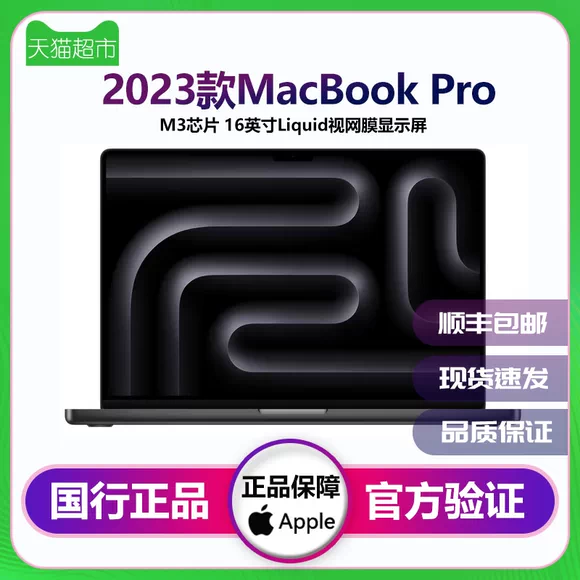 天猫超市
2023款MacBook Pro
M3芯片 16英寸Liquid视网膜显示屏
顺丰包邮
现货速发
品质保证
国行正品
正品保障
Apple
官方验证